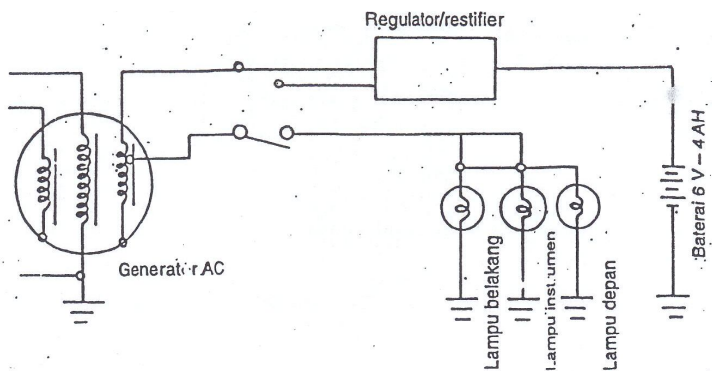 Regulator/restifier
Generator AC
Lampu belakang
Lampu instrumen
Lampu depan
Baterai 6 V – 4 AH